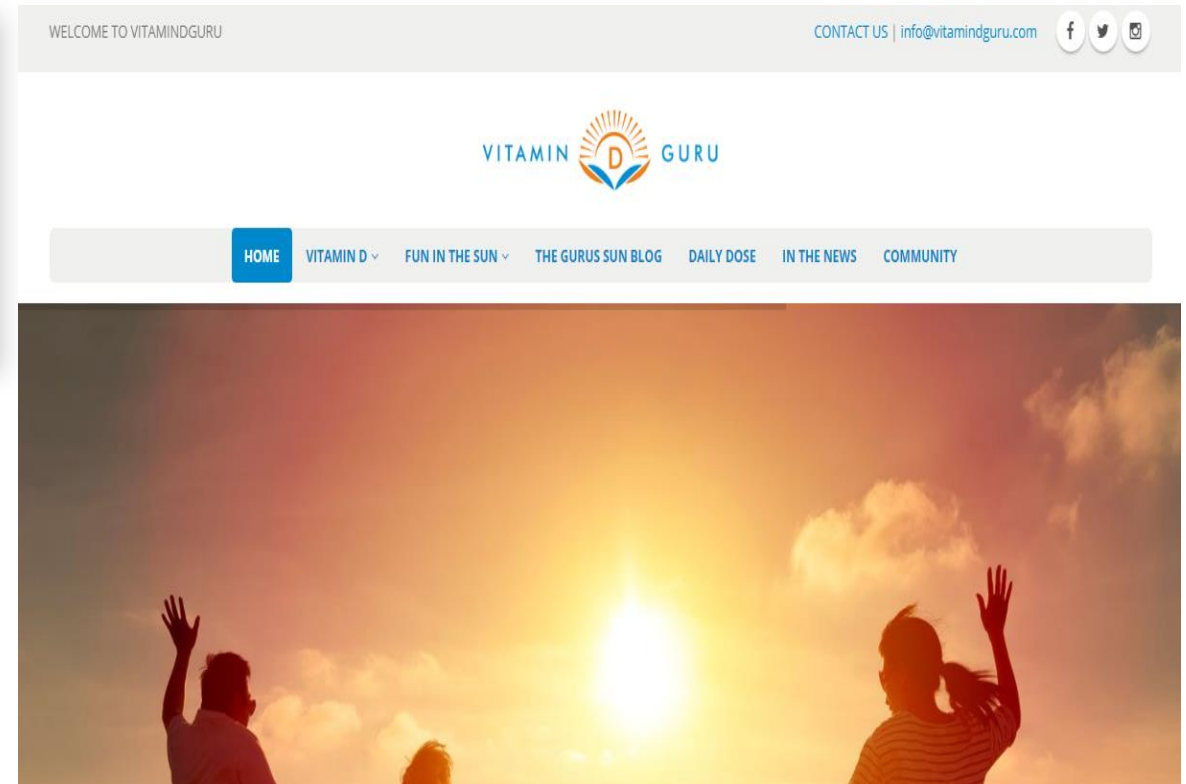 WELCOME TO VITAMINDGURU
CONTACT US | info@vitamindguru.com
VITAMIN D GURU
HOME VITAMIN D FUN IN THE SUN THE GURUS SUN BLOG DAILY DOSE IN THE NEWS COMMUNITY